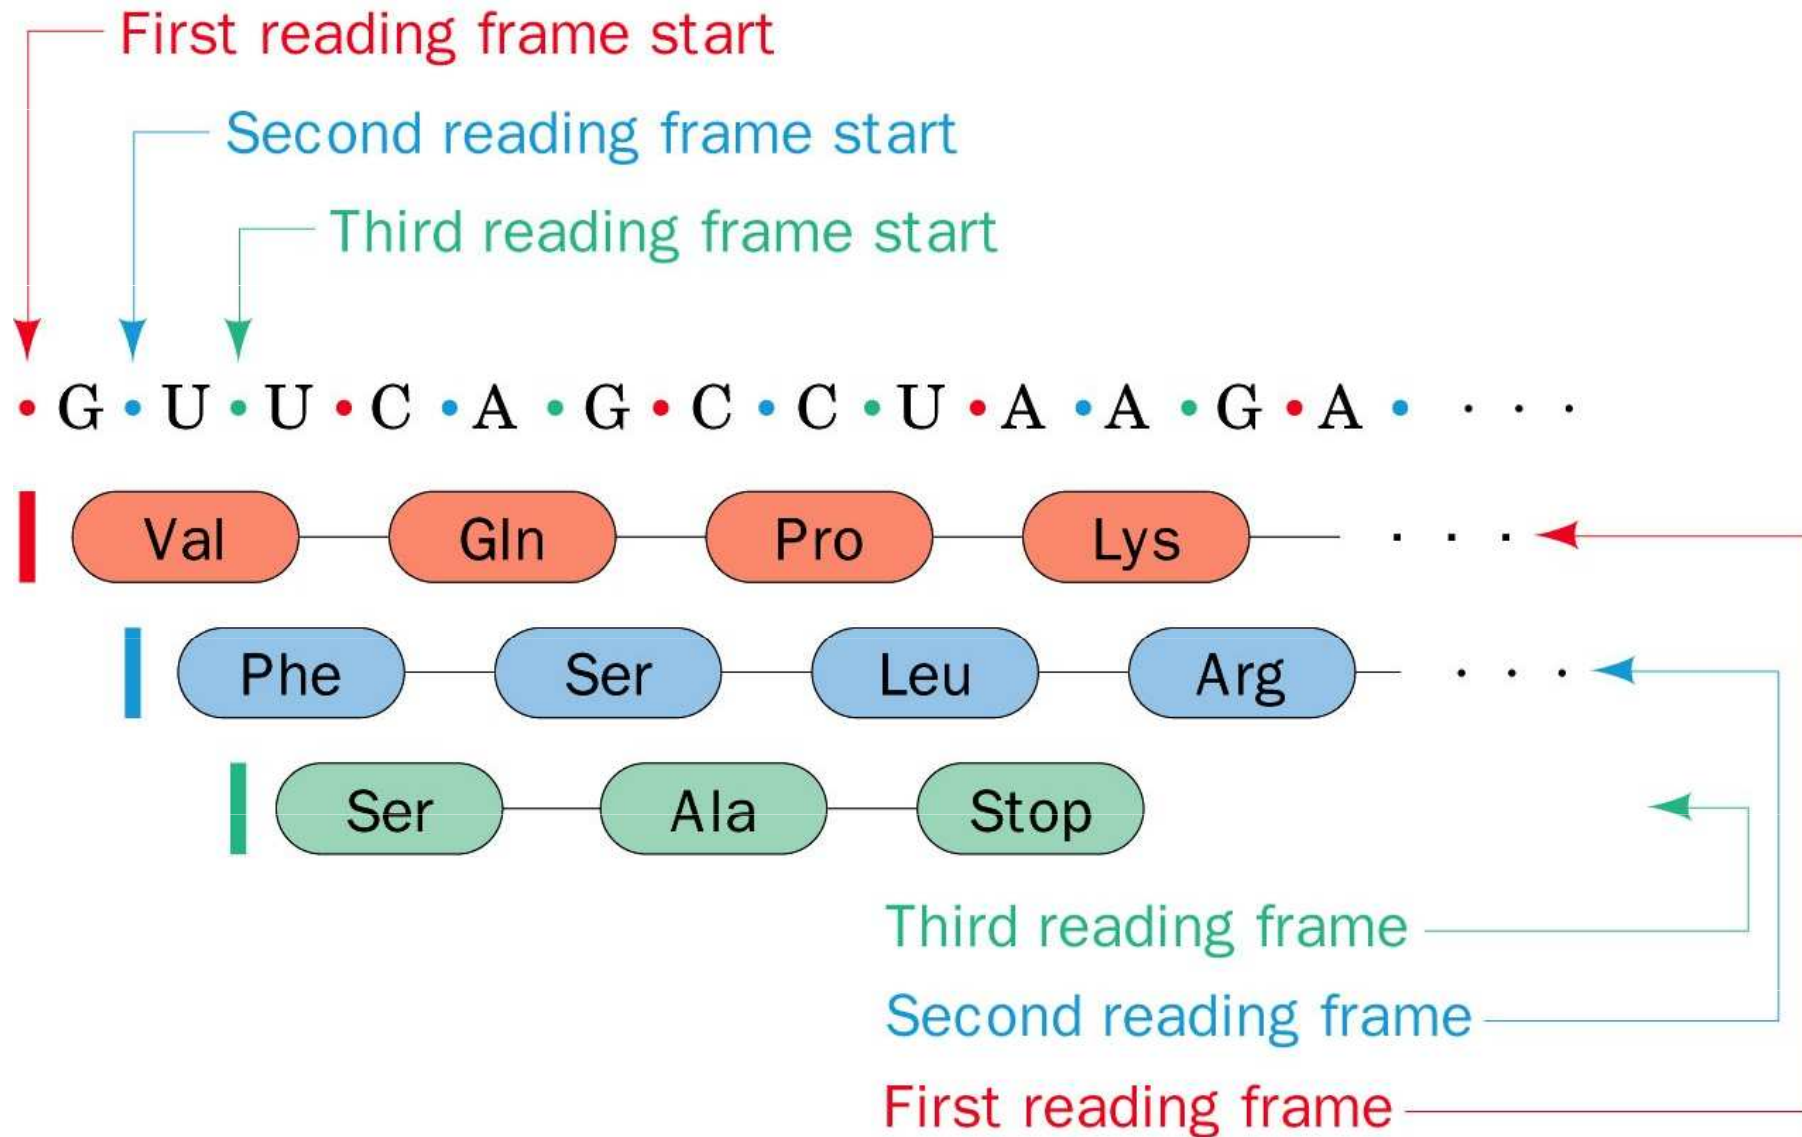 First reading frame start
Second reading frame start
Third reading frame start
• G • U • U • C • A • G • C • C • U • A • A • G • A • · · ·
Val Gln Pro Lys · · ·
Phe Ser Leu Arg · · ·
Ser Ala Stop
Third reading frame
Second reading frame
First reading frame